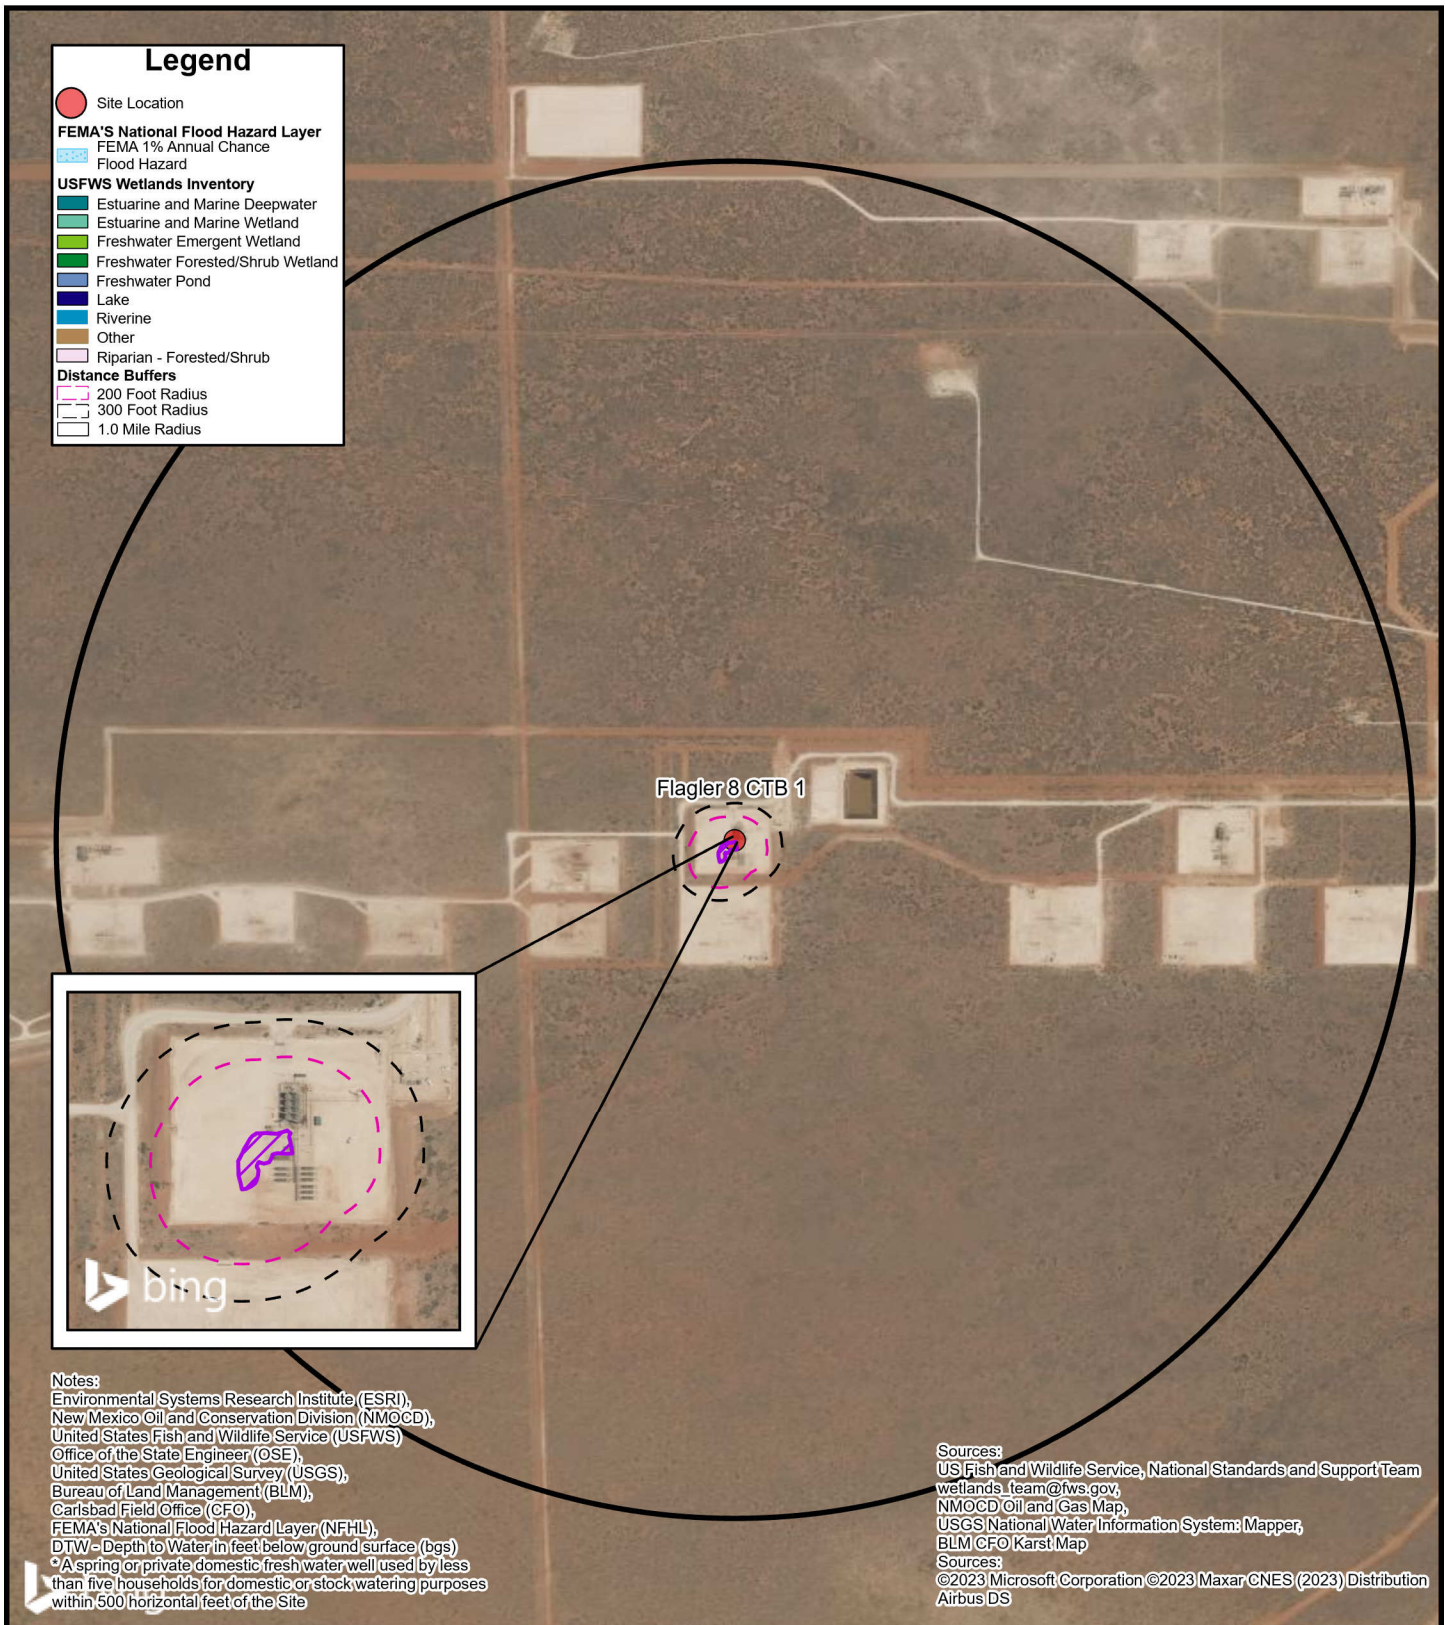 Legend
Site Location
FEMA'S National Flood Hazard Layer
FEMA 1% Annual Chance
Flood Hazard
USFWS Wetlands Inventory
Estuarine and Marine Deepwater
Estuarine and Marine Wetland
Freshwater Emergent Wetland
Freshwater Forested/Shrub Wetland
Freshwater Pond
Lake
Riverine
Other
Riparian - Forested/Shrub
Distance Buffers
200 Foot Radius
300 Foot Radius
1.0 Mile Radius
Flagler 8 CTB 1
bing
Notes:
Environmental Systems Research Institute (ESRI),
New Mexico Oil and Conservation Division (NMOCD),
United States Fish and Wildlife Service (USFWS)
Office of the State Engineer (OSE),
United States Geological Survey (USGS),
Bureau of Land Management (BLM),
Carlsbad Field Office (CFO),
FEMA's National Flood Hazard Layer (NFHL),
DTW - Depth to Water in feet below ground surface (bgs)
* A spring or private domestic fresh water well used by less
than five households for domestic or stock watering purposes
within 500 horizontal feet of the Site
Sources:
US Fish and Wildlife Service, National Standards and Support Team
wetlands_team@fws.gov,
NMOCD Oil and Gas Map,
USGS National Water Information System: Mapper,
BLM CFO Karst Map
Sources:
©2023 Microsoft Corporation ©2023 Maxar CNES (2023) Distribution
Airbus DS